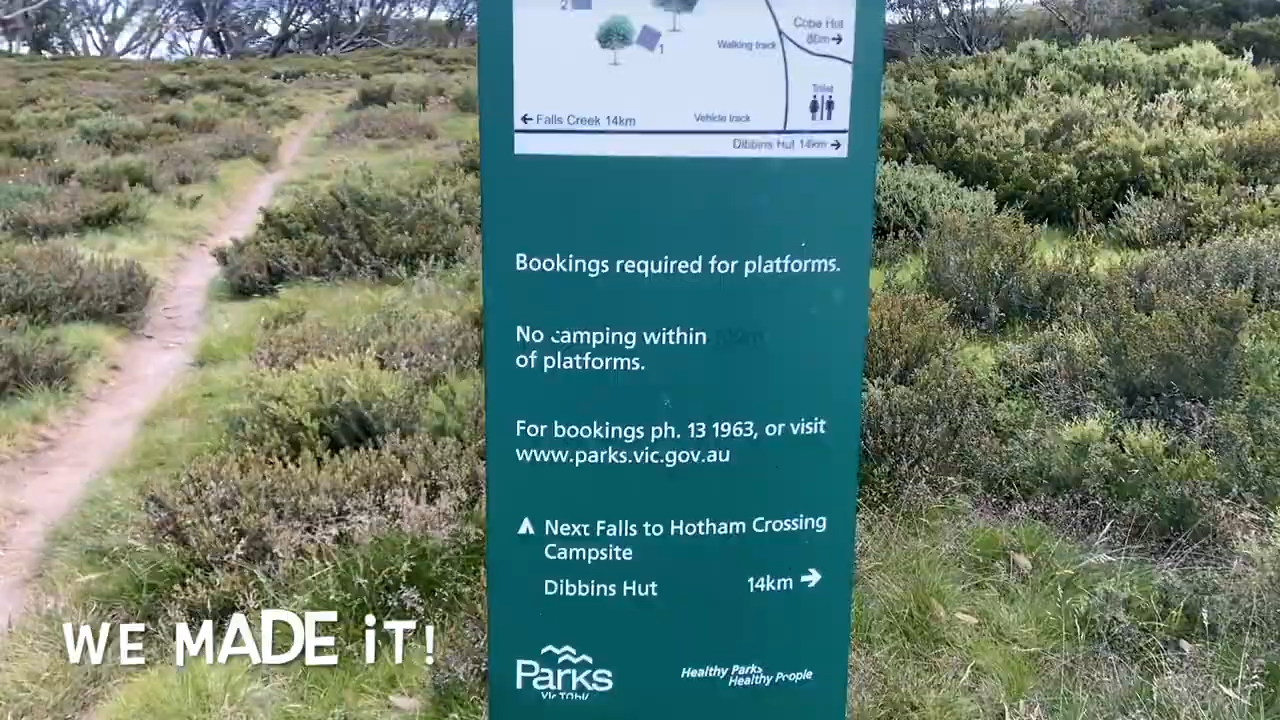 2
Cope Hut
80m →
Walking track
1
Toilet
← Falls Creek 14km
Vehicle track
Dibbins Hut 14km →
Bookings required for platforms.
No camping within
of platforms.
For bookings ph. 13 1963, or visit
www.parks.vic.gov.au
Next Falls to Hotham Crossing
Campsite
Dibbins Hut 14km →
WE MADE iT!
Parks
Healthy Parks
Healthy People